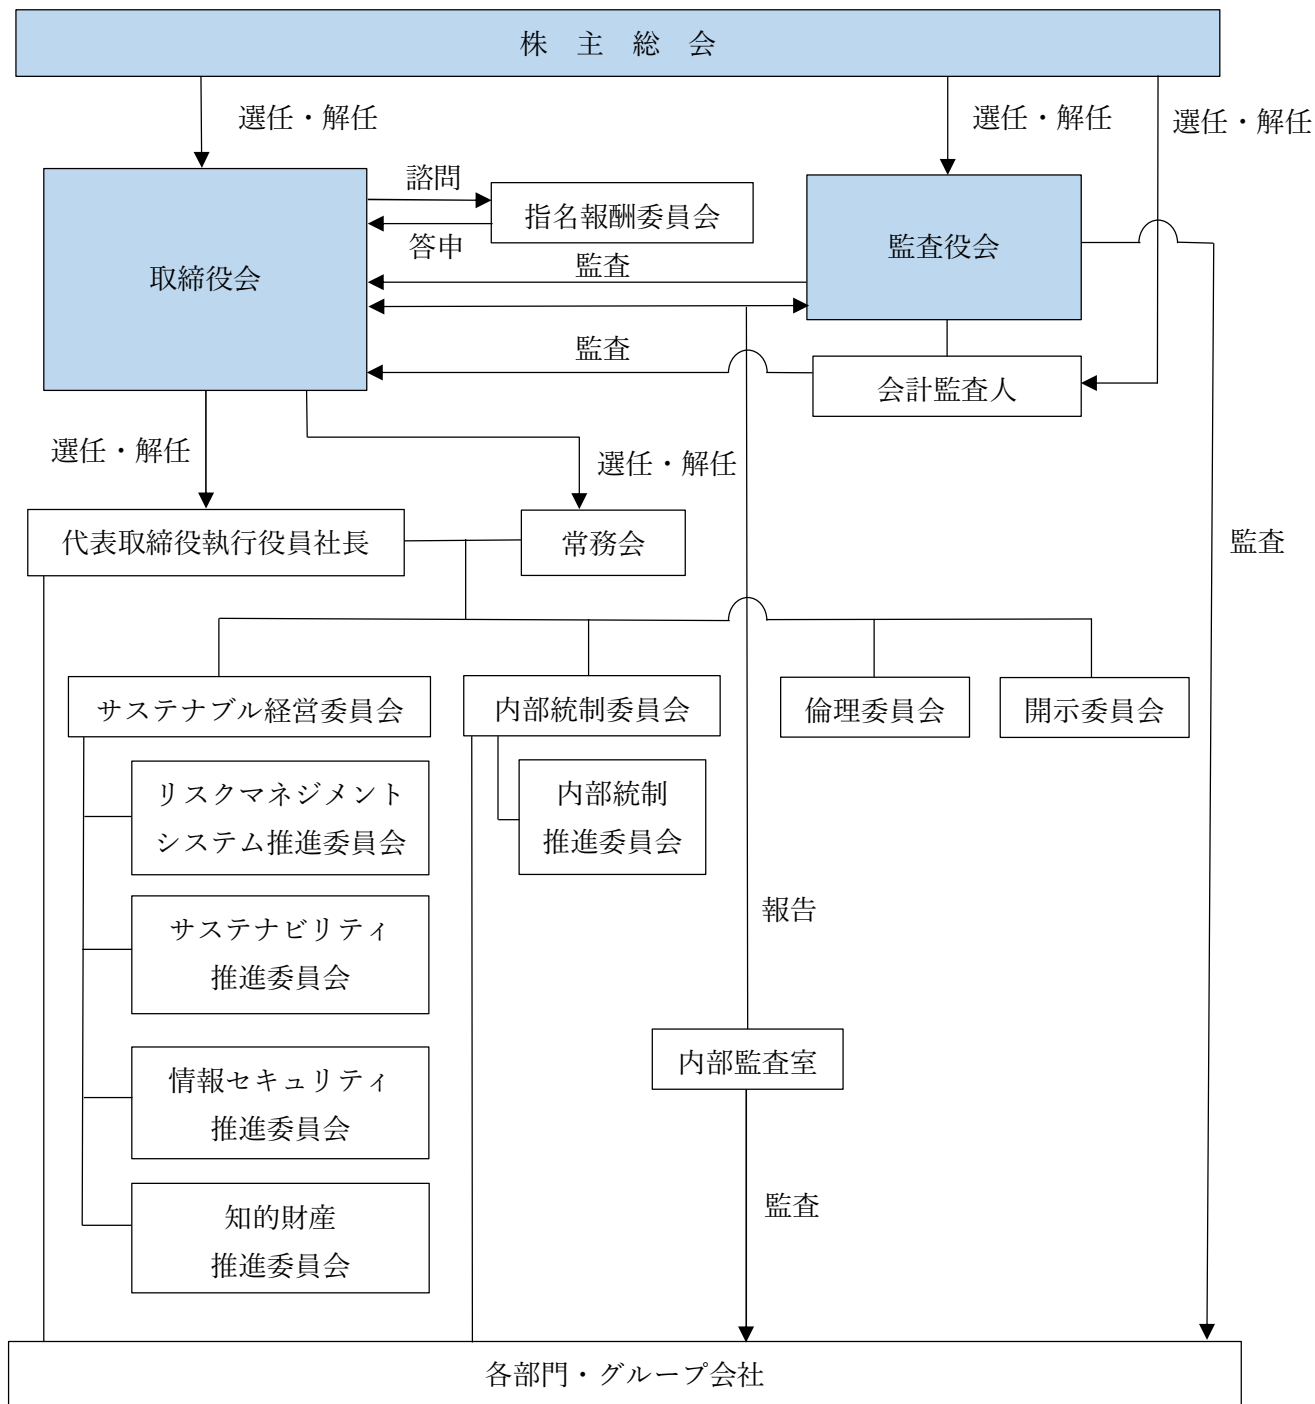 株 主 総 会
選任・解任
選任・解任
選任・解任
諮問
指名報酬委員会
答申
取締役会
監査役会
監査
監査
会計監査人
選任・解任
選任・解任
代表取締役執行役員社長
常務会
監査
サステナブル経営委員会
内部統制委員会
倫理委員会
開示委員会
リスクマネジメント
システム推進委員会
内部統制
推進委員会
サステナビリティ
推進委員会
報告
情報セキュリティ
推進委員会
内部監査室
知的財産
推進委員会
監査
各部門・グループ会社